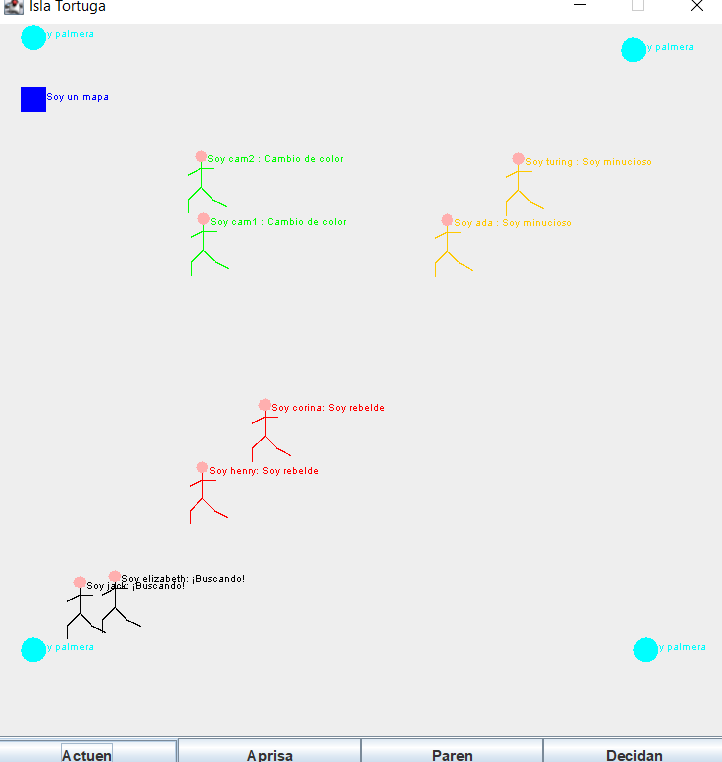 Isla Tortuga
y palmera
y palmera
Soy un mapa
Soy cam2 : Cambio de color
Soy turing : Soy minucioso
Soy cam1 : Cambio de color
Soy ada : Soy minucioso
Soy corina: Soy rebelde
Soy henry: Soy rebelde
Soy elizabeth: ¡Buscando!
Soy jack: ¡Buscando!
y palmera
y palmera
Actuen
Aprisa
Paren
Decidan